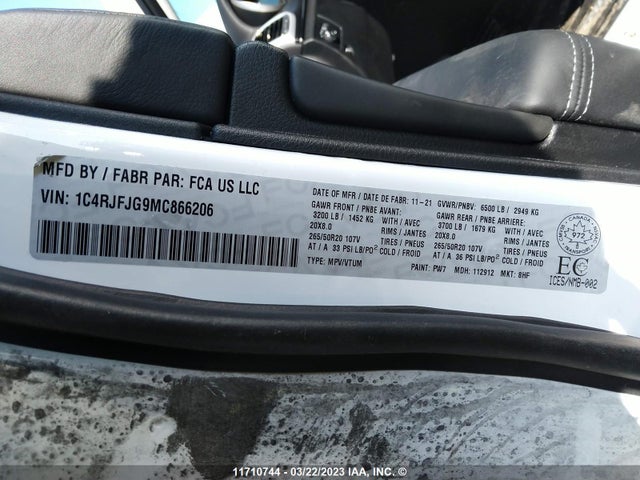 MFD BY / FABR PAR: FCA US LLC
VIN: 1C4RJFJG9MC866206
DATE OF MFR / DATE DE FABR: 11-21 GVWR/PNBV: 6500 LB / 2949 KG
GAWR FRONT / PNBE AVANT: GAWR REAR / PNBE ARRIERE:
3200 LB / 1452 KG WITH / AVEC 3700 LB / 1679 KG WITH / AVEC
20X8.0 RIMS / JANTES 20X8.0 RIMS / JANTES
265/50R20 107V TIRES / PNEUS 265/50R20 107V TIRES / PNEUS
AT / A 33 PSI LB/PO² COLD / FROID AT / A 36 PSI LB/PO² COLD / FROID
TYPE: MPV/VTUM PAINT: PW7 MDH: 112912 MKT: 8HF
CANADA
972
EC
ICES/NMB-002
11710744 — 03/22/2023 IAA, INC.©